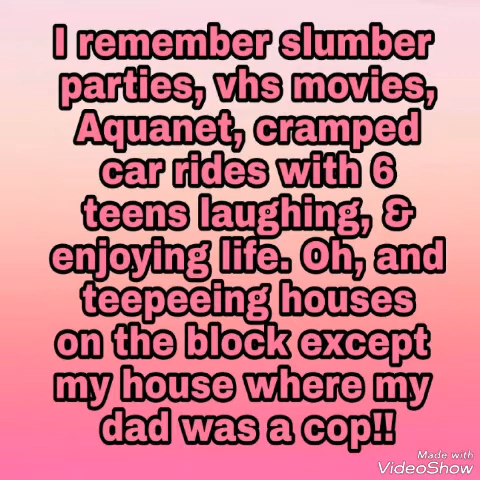 I remember slumber
parties, vhs movies,
Aquanet, cramped
car rides with 6
teens laughing, &
enjoying life. Oh, and
teepeeing houses
on the block except
my house where my
dad was a cop!!
Made with
VideoShow